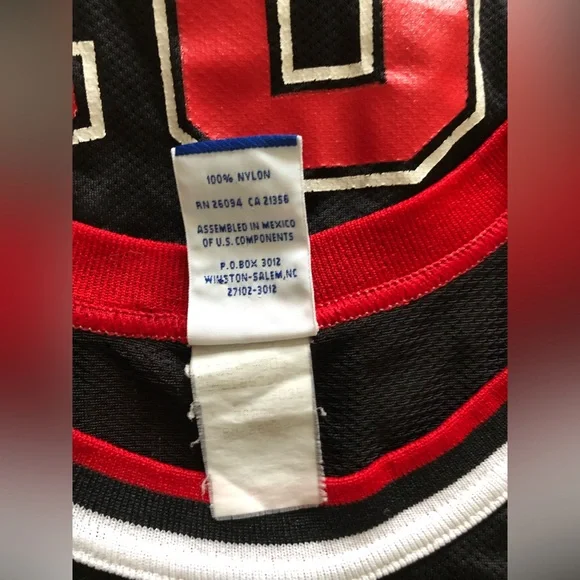 100% NYLON
RN 26094 CA 21356
ASSEMBLED IN MEXICO
OF U.S. COMPONENTS
P.O.BOX 3012
WINSTON-SALEM,NC
27102-3012